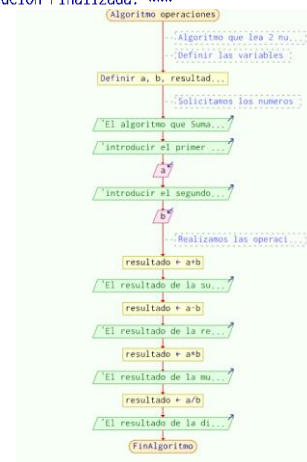 ución Finalizada. ***
Algoritmo operaciones
Algoritmo que lea 2 nu...
Definir las variables
Definir a, b, resultad...
Solicitamos los numeros
'El algoritmo que Suma...
'introducir el primer ...
a
'introducir el segundo...
b
Realizamos las operaci...
resultado ← a+b
'El resultado de la su...
resultado ← a-b
'El resultado de la re...
resultado ← a*b
'El resultado de la mu...
resultado ← a/b
'El resultado de la di...
FinAlgoritmo